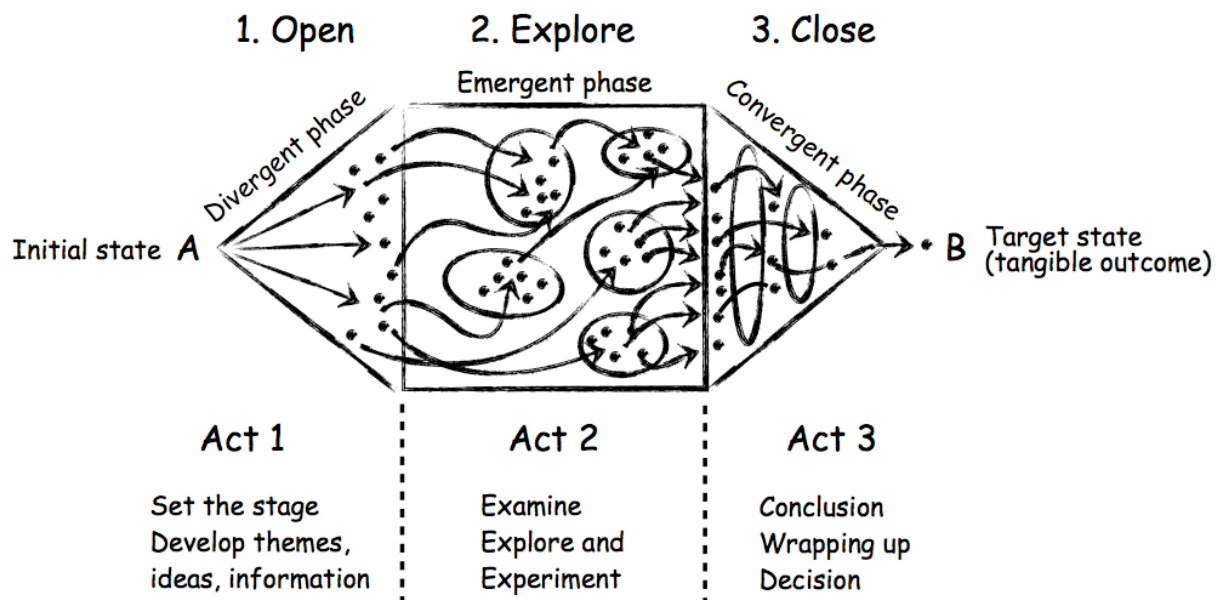 1. Open
2. Explore
3. Close
Divergent phase
Emergent phase
Convergent phase
Initial state A
B Target state
(tangible outcome)
Act 1
Set the stage
Develop themes,
ideas, information
Act 2
Examine
Explore and
Experiment
Act 3
Conclusion
Wrapping up
Decision